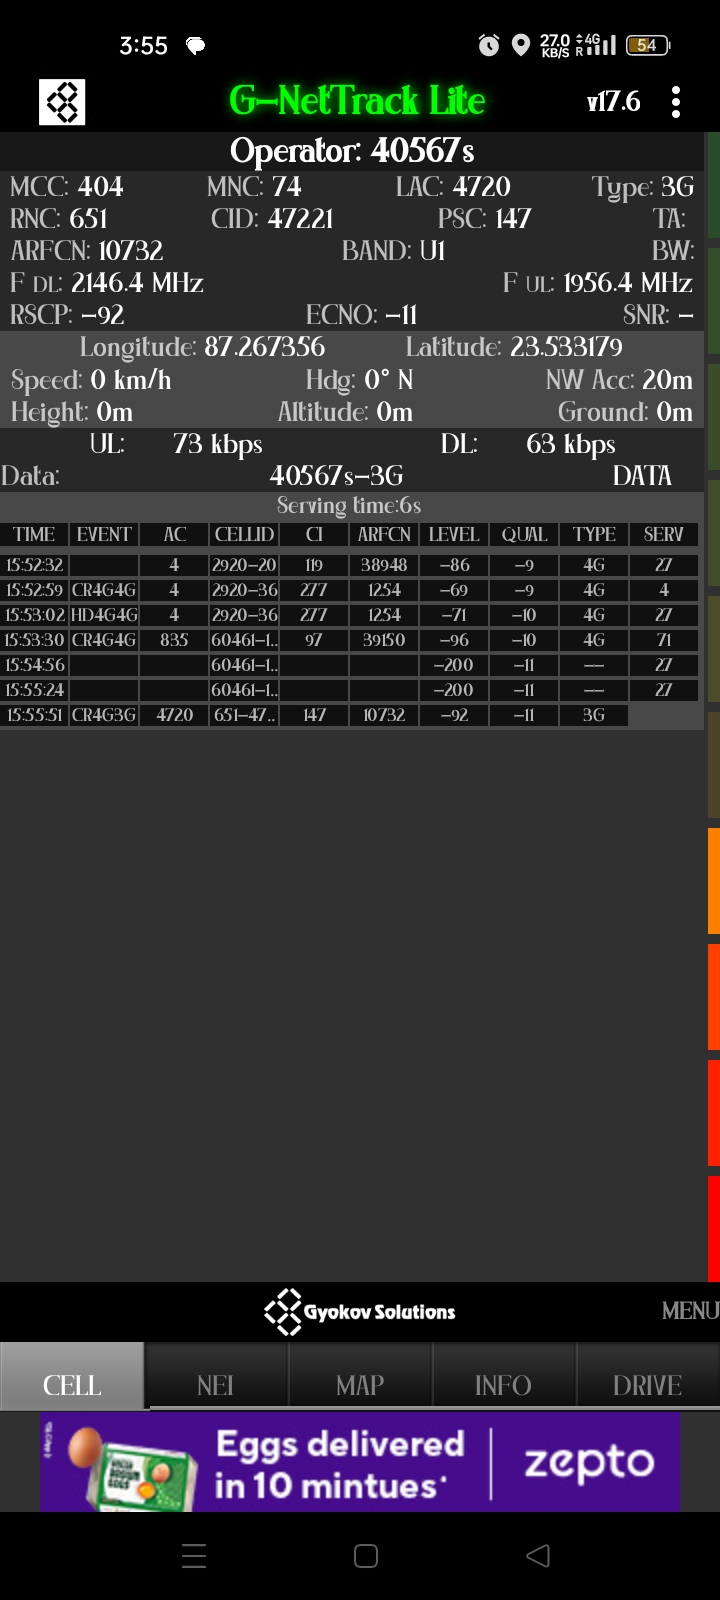 3:55 27.0 KB/S 4G R 54
G-NetTrack Lite v17.6
Operator: 40567s
MCC: 404 MNC: 74 LAC: 4720 Type: 3G
RNC: 651 CID: 47221 PSC: 147 TA:
ARFCN: 10732 BAND: U1 BW:
F DL: 2146.4 MHz F UL: 1956.4 MHz
RSCP: -92 ECNO: -11 SNR: -
Longitude: 87.267356 Latitude: 23.533179
Speed: 0 km/h Hdg: 0° N NW Acc: 20m
Height: 0m Altitude: 0m Ground: 0m
UL: 73 kbps DL: 63 kbps
Data: 40567s-3G DATA
Serving time:6s
TIME EVENT AC CELLID CI ARFCN LEVEL QUAL TYPE SERV
15:52:32 4 2920-20 119 38948 -86 -9 4G 27
15:52:59 CR4G4G 4 2920-36 277 1254 -69 -9 4G 4
15:53:02 HD4G4G 4 2920-36 277 1254 -71 -10 4G 27
15:53:30 CR4G4G 835 60461-1.. 97 39150 -96 -10 4G 71
15:54:56 60461-1.. -200 -11 -- 27
15:55:24 60461-1.. -200 -11 -- 27
15:55:51 CR4G3G 4720 651-47.. 147 10732 -92 -11 3G
Gyokov Solutions MENU
CELL NEI MAP INFO DRIVE
Eggs delivered
in 10 mintues*
zepto